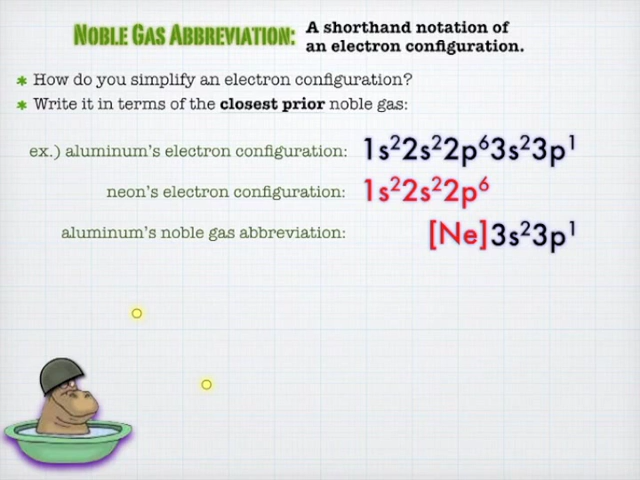 NOBLE GAS ABBREVIATION: A shorthand notation of
an electron configuration.
* How do you simplify an electron configuration?
* Write it in terms of the closest prior noble gas:
ex.) aluminum's electron configuration: 1s²2s²2p⁶3s²3p¹
neon's electron configuration: 1s²2s²2p⁶
aluminum's noble gas abbreviation: [Ne]3s²3p¹